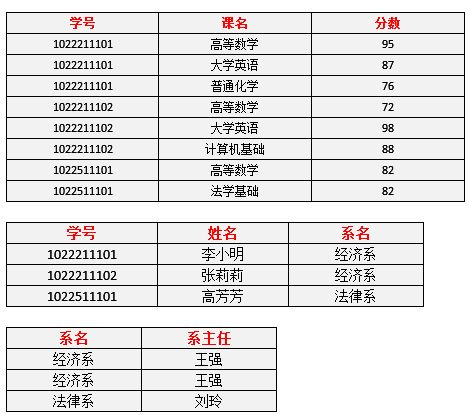 学号 课名 分数
1022211101 高等数学 95
1022211101 大学英语 87
1022211101 普通化学 76
1022211102 高等数学 72
1022211102 大学英语 98
1022211102 计算机基础 88
1022511101 高等数学 82
1022511101 法学基础 82
学号 姓名 系名
1022211101 李小明 经济系
1022211102 张莉莉 经济系
1022511101 高芳芳 法律系
系名 系主任
经济系 王强
经济系 王强
法律系 刘玲